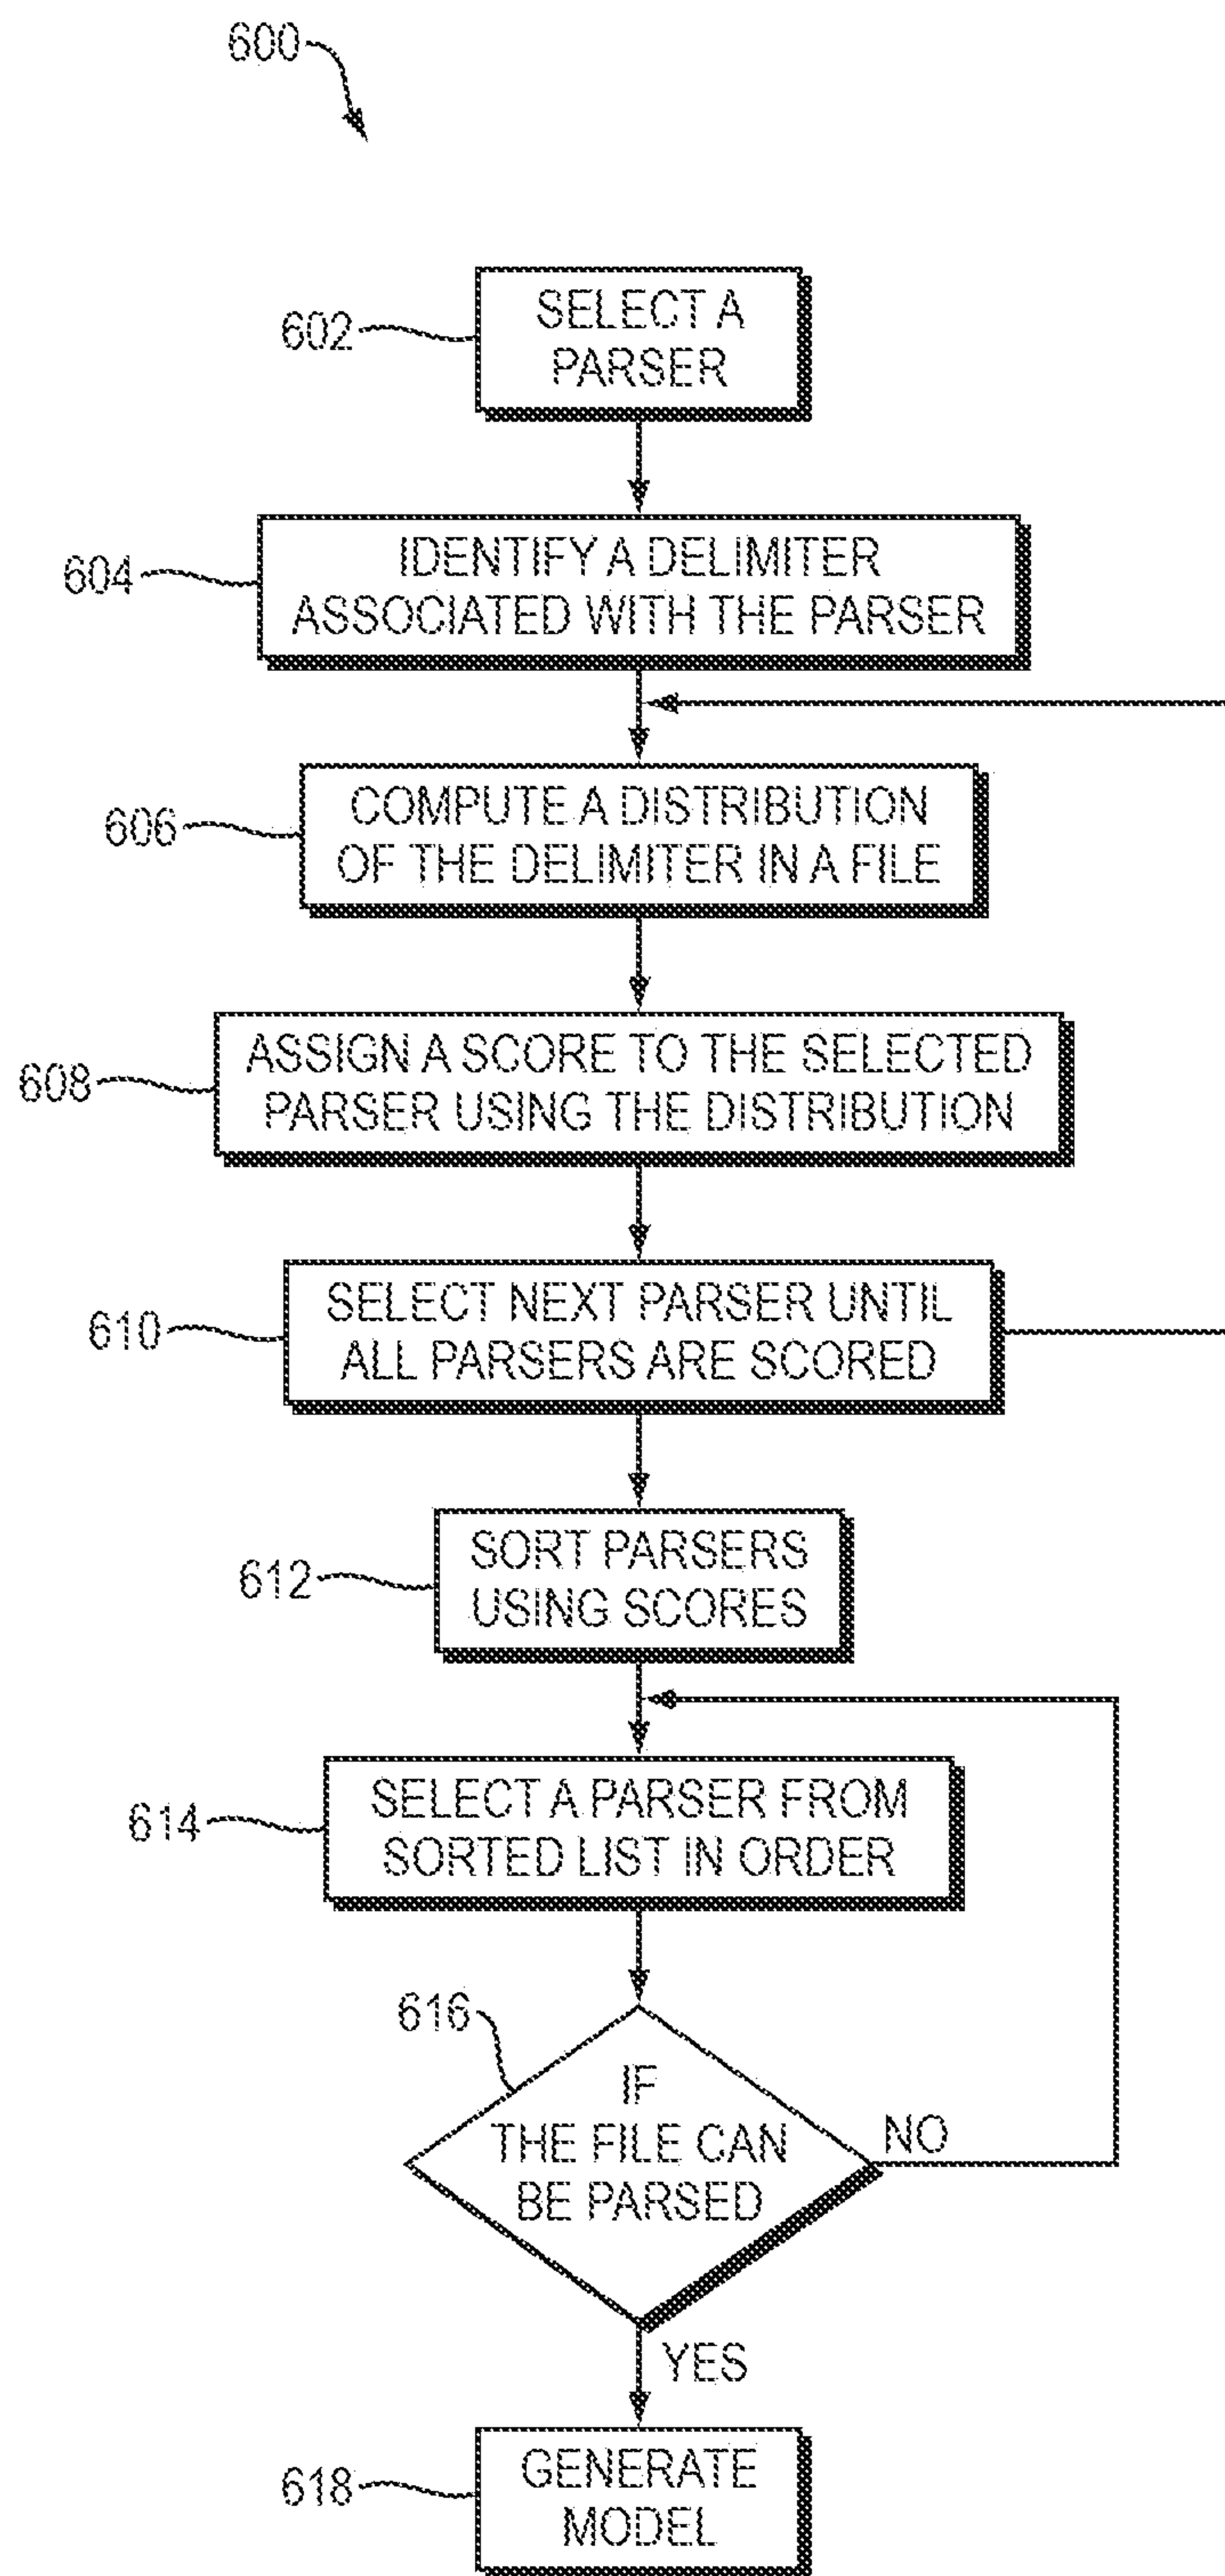 600
602
SELECT A
PARSER
604
IDENTIFY A DELIMITER
ASSOCIATED WITH THE PARSER
606
COMPUTE A DISTRIBUTION
OF THE DELIMITER IN A FILE
608
ASSIGN A SCORE TO THE SELECTED
PARSER USING THE DISTRIBUTION
610
SELECT NEXT PARSER UNTIL
ALL PARSERS ARE SCORED
612
SORT PARSERS
USING SCORES
614
SELECT A PARSER FROM
SORTED LIST IN ORDER
616
IF
THE FILE CAN
BE PARSED
NO
YES
618
GENERATE
MODEL